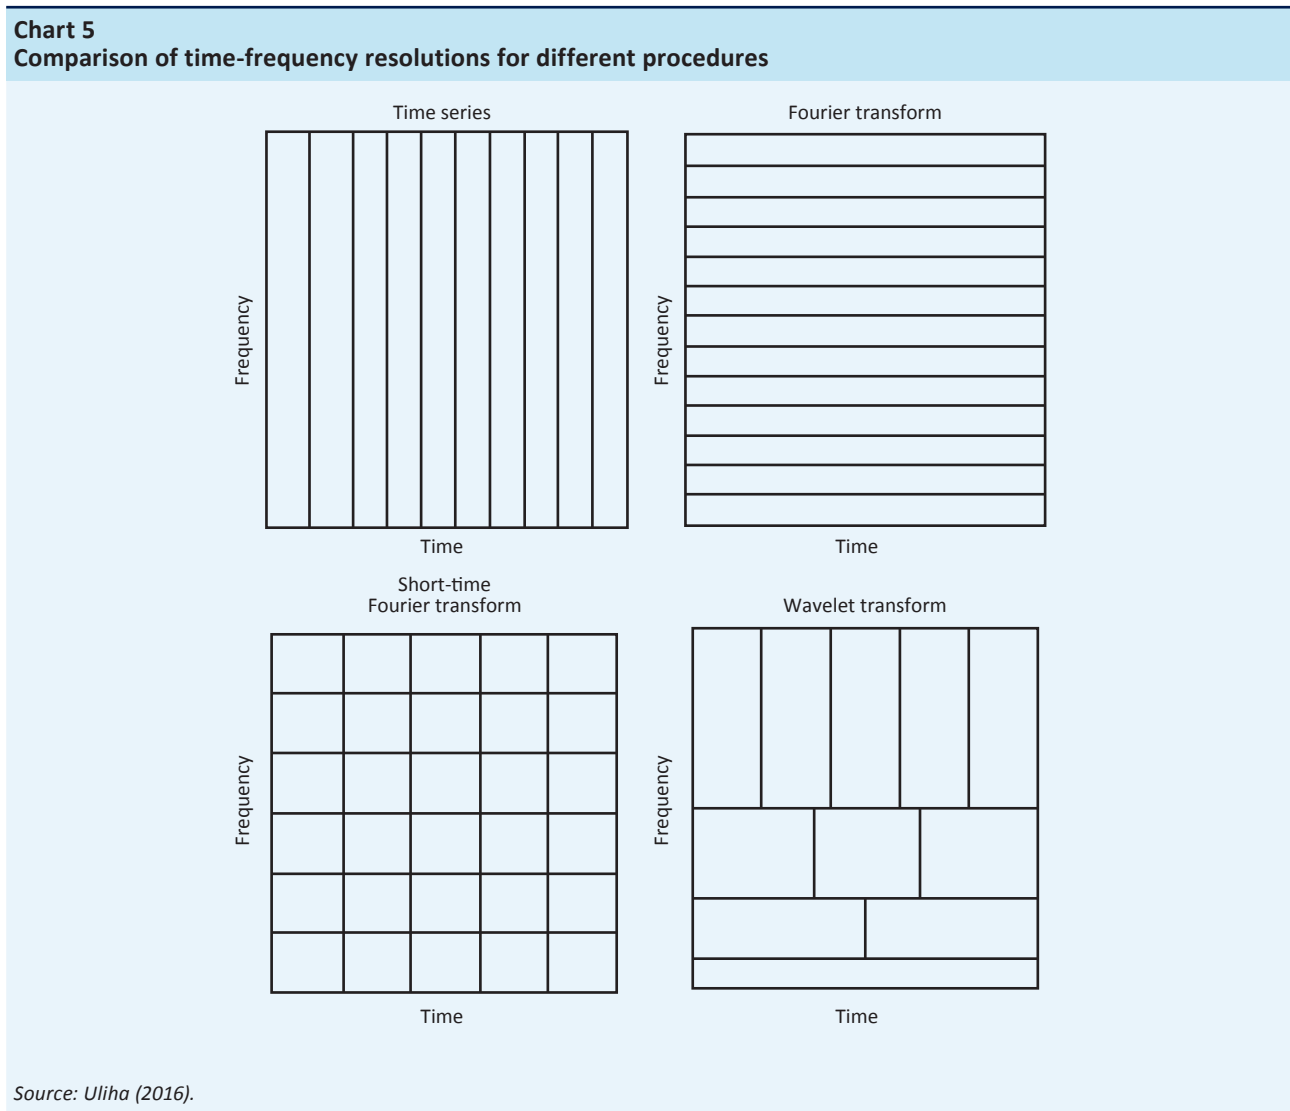 Chart 5
Comparison of time-frequency resolutions for different procedures
Time series
Frequency
Time
Fourier transform
Frequency
Time
Short-time
Fourier transform
Frequency
Time
Wavelet transform
Frequency
Time
Source: Uliha (2016).